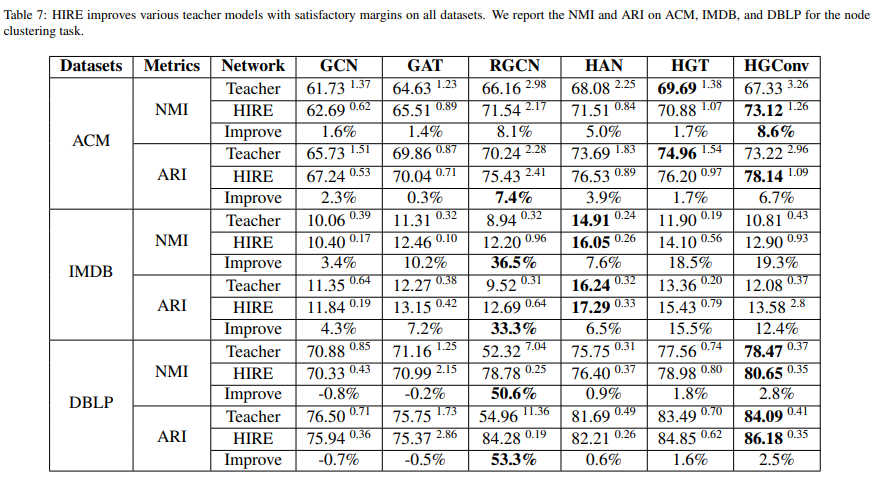 Table 7: HIRE improves various teacher models with satisfactory margins on all datasets. We report the NMI and ARI on ACM, IMDB, and DBLP for the node
clustering task.
Datasets Metrics Network GCN GAT RGCN HAN HGT HGConv
ACM NMI Teacher 61.73 1.37 64.63 1.23 66.16 2.98 68.08 2.25 69.69 1.38 67.33 3.26
HIRE 62.69 0.62 65.51 0.89 71.54 2.17 71.51 0.84 70.88 1.07 73.12 1.26
Improve 1.6% 1.4% 8.1% 5.0% 1.7% 8.6%
ARI Teacher 65.73 1.51 69.86 0.87 70.24 2.28 73.69 1.83 74.96 1.54 73.22 2.96
HIRE 67.24 0.53 70.04 0.71 75.43 2.41 76.53 0.89 76.20 0.97 78.14 1.09
Improve 2.3% 0.3% 7.4% 3.9% 1.7% 6.7%
IMDB NMI Teacher 10.06 0.39 11.31 0.32 8.94 0.32 14.91 0.24 11.90 0.19 10.81 0.43
HIRE 10.40 0.17 12.46 0.10 12.20 0.96 16.05 0.26 14.10 0.56 12.90 0.93
Improve 3.4% 10.2% 36.5% 7.6% 18.5% 19.3%
ARI Teacher 11.35 0.64 12.27 0.38 9.52 0.31 16.24 0.32 13.36 0.20 12.08 0.37
HIRE 11.84 0.19 13.15 0.42 12.69 0.64 17.29 0.33 15.43 0.79 13.58 2.8
Improve 4.3% 7.2% 33.3% 6.5% 15.5% 12.4%
DBLP NMI Teacher 70.88 0.85 71.16 1.25 52.32 7.04 75.75 0.31 77.56 0.74 78.47 0.37
HIRE 70.33 0.43 70.99 2.15 78.78 0.25 76.40 0.37 78.98 0.80 80.65 0.35
Improve -0.8% -0.2% 50.6% 0.9% 1.8% 2.8%
ARI Teacher 76.50 0.71 75.75 1.73 54.96 11.36 81.69 0.49 83.49 0.70 84.09 0.41
HIRE 75.94 0.36 75.37 2.86 84.28 0.19 82.21 0.26 84.85 0.62 86.18 0.35
Improve -0.7% -0.5% 53.3% 0.6% 1.6% 2.5%